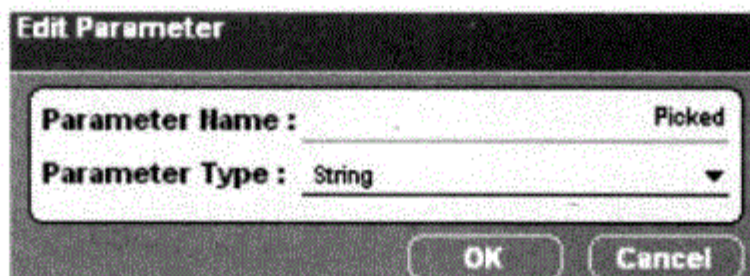 Edit Parameter
Parameter Name : Picked
Parameter Type : String
OK Cancel